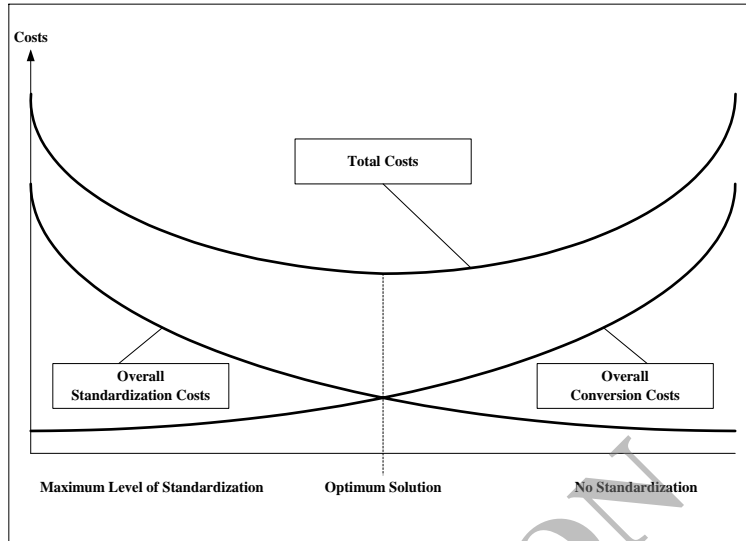 Costs
Total Costs
Overall
Standardization Costs
Overall
Conversion Costs
Maximum Level of Standardization
Optimum Solution
No Standardization